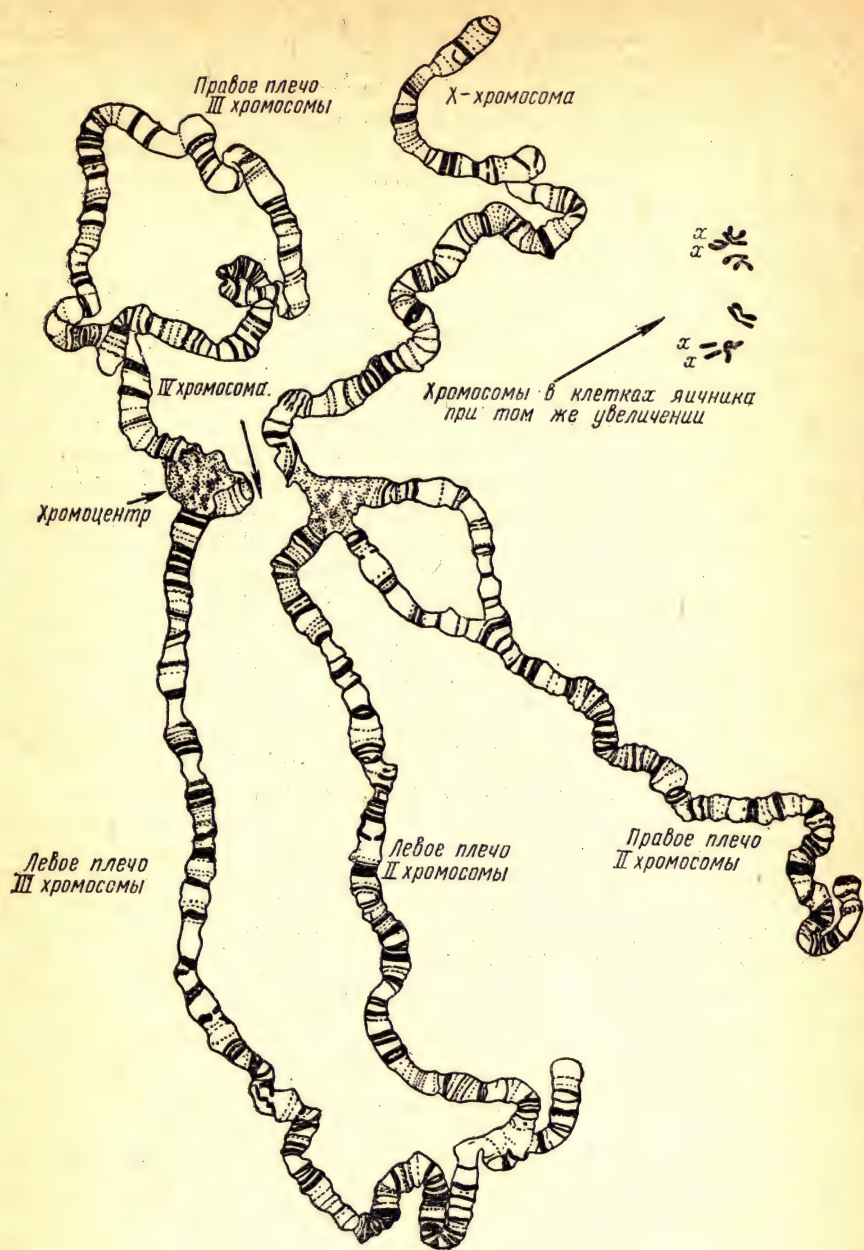 Правое плечо
III хромосомы
X-хромосома
x
x
x
x
IV хромосома.
Хромосомы в клетках яичника
при том же увеличении
Хромоцентр
Левое плечо
III хромосомы
Левое плечо
II хромосомы
Правое плечо
II хромосомы